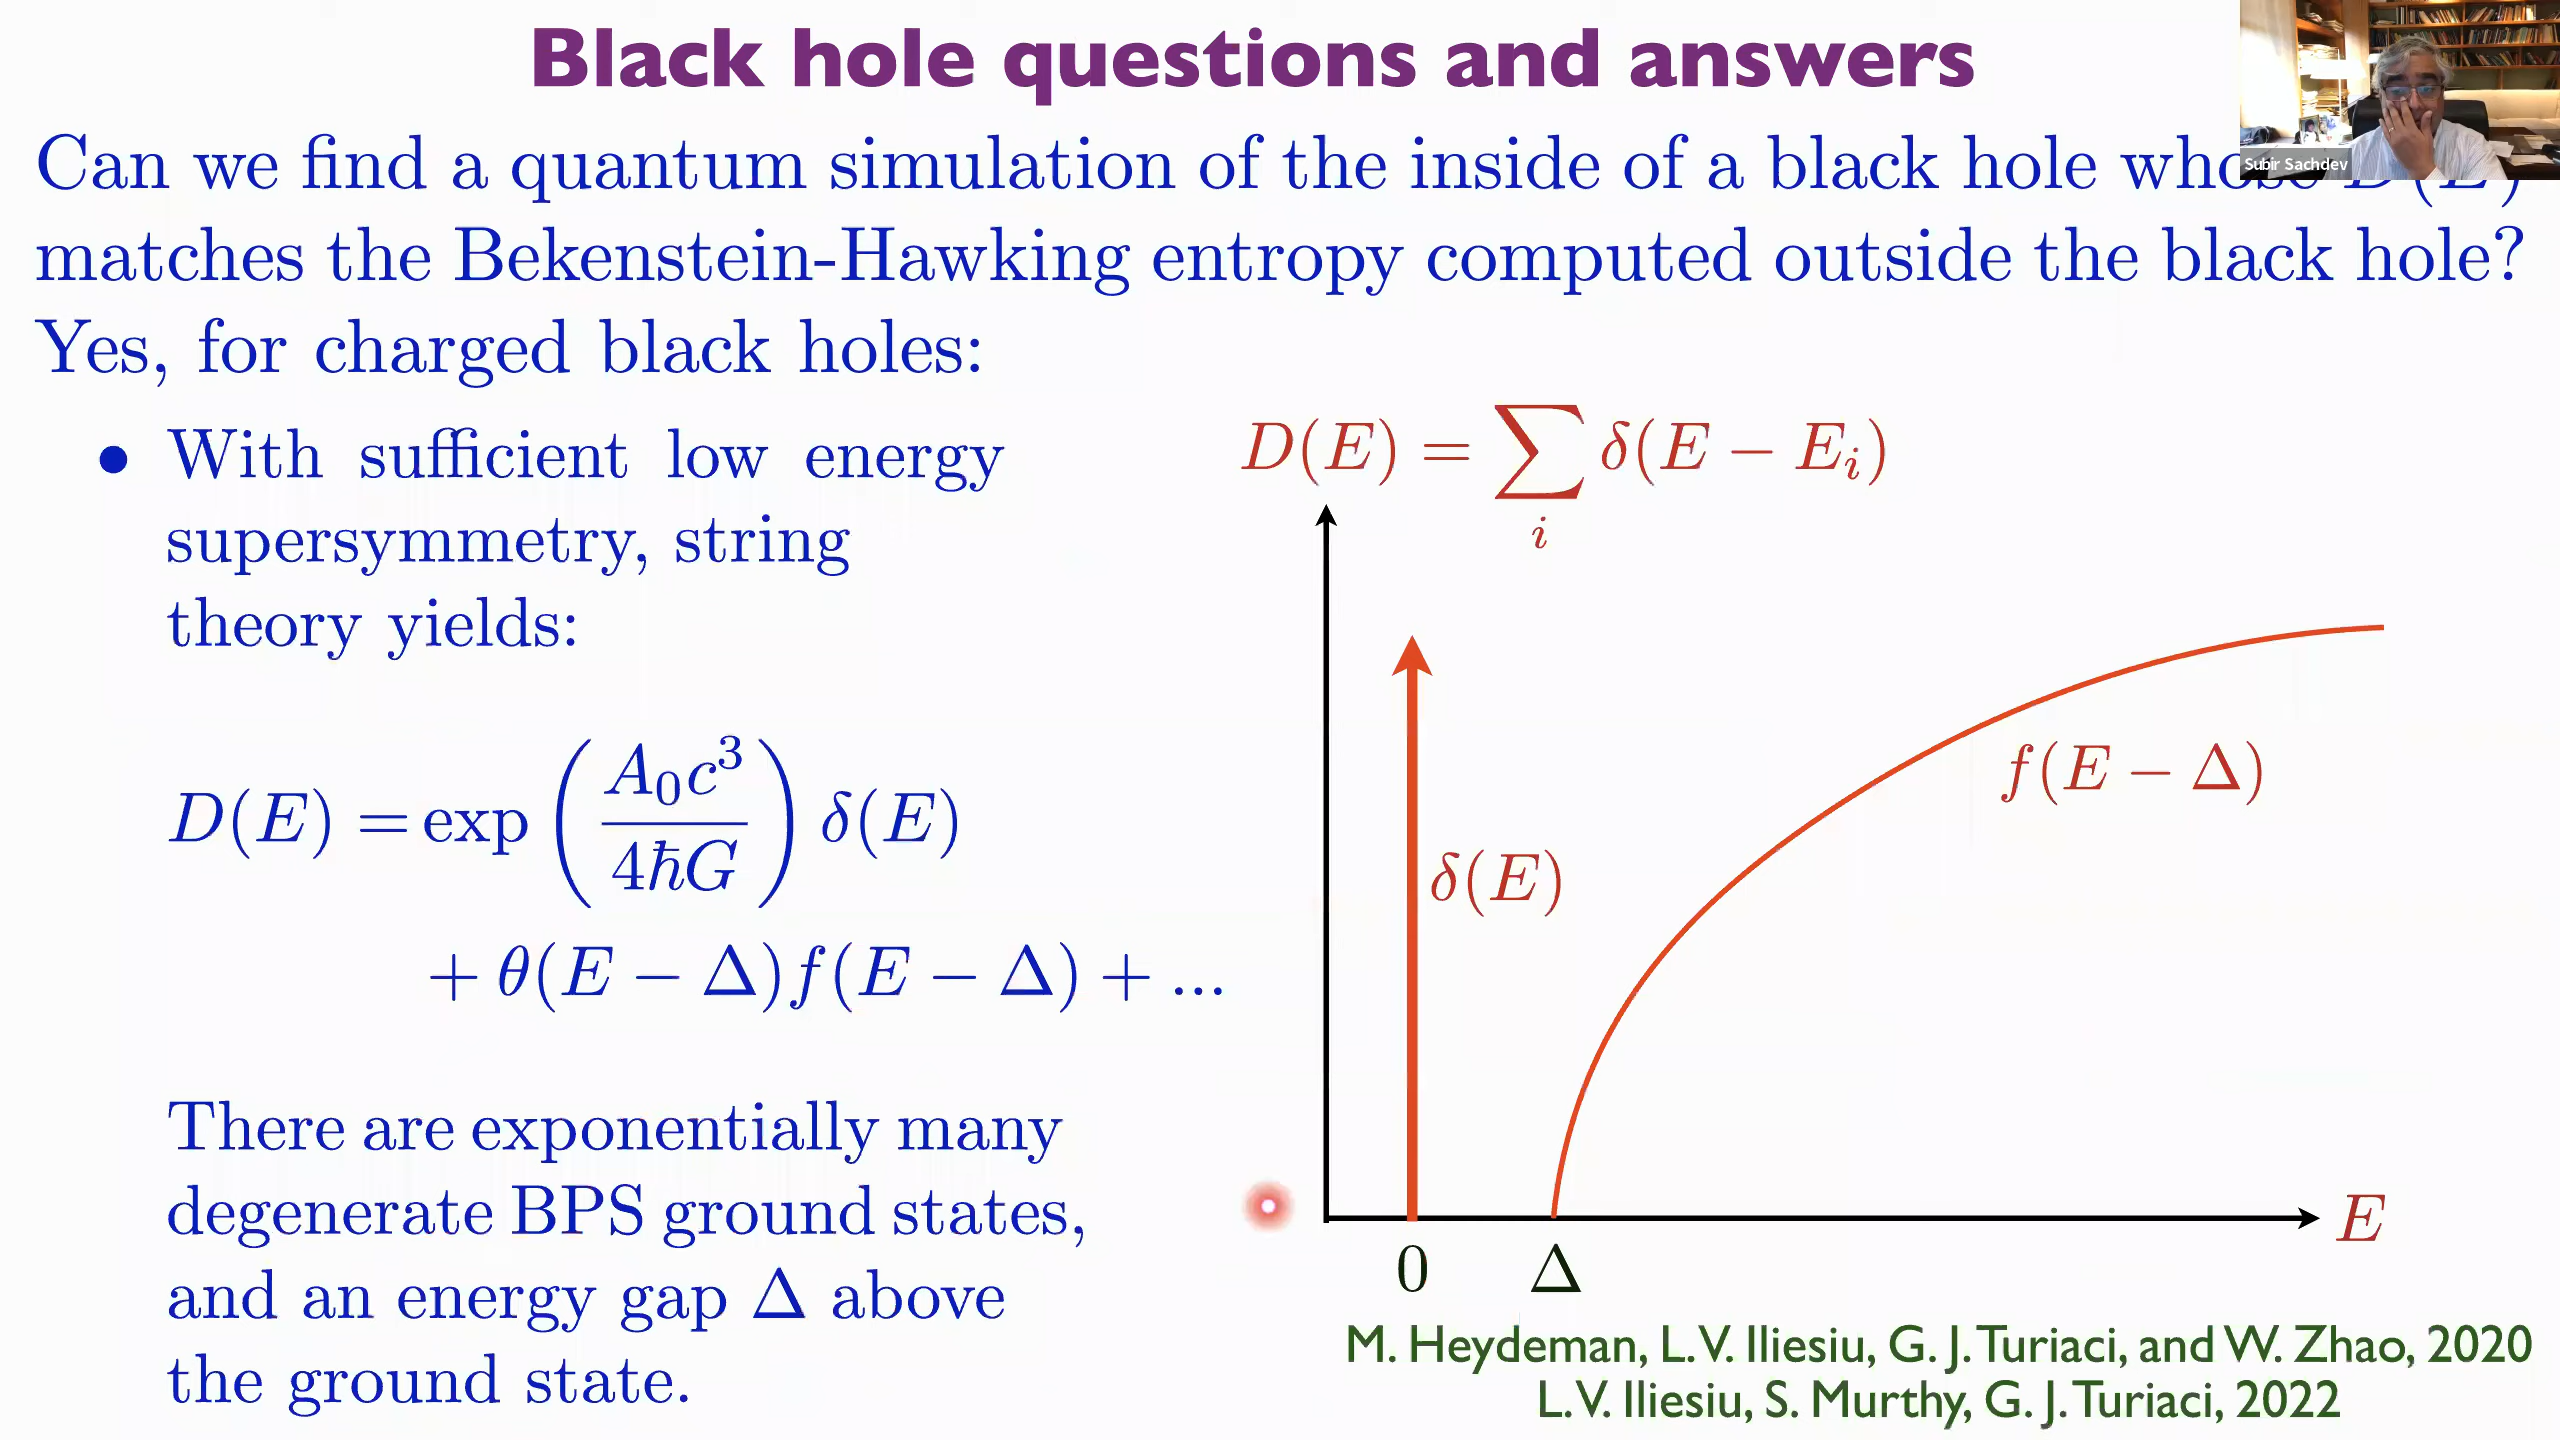 Black hole questions and answers
Can we find a quantum simulation of the inside of a black hole whose D(E)
Subir Sachdev
matches the Bekenstein-Hawking entropy computed outside the black hole?
Yes, for charged black holes:
• With sufficient low energy
supersymmetry, string
theory yields:
D(E) = exp (A₀c³ / 4ℏG) δ(E)
+ θ(E − Δ)f(E − Δ) + ...
There are exponentially many
degenerate BPS ground states,
and an energy gap Δ above
the ground state.
D(E) = ∑ᵢ δ(E − Eᵢ)
f(E − Δ)
δ(E)
E
0 Δ
M. Heydeman, L.V. Iliesiu, G. J. Turiaci, and W. Zhao, 2020
L.V. Iliesiu, S. Murthy, G. J. Turiaci, 2022